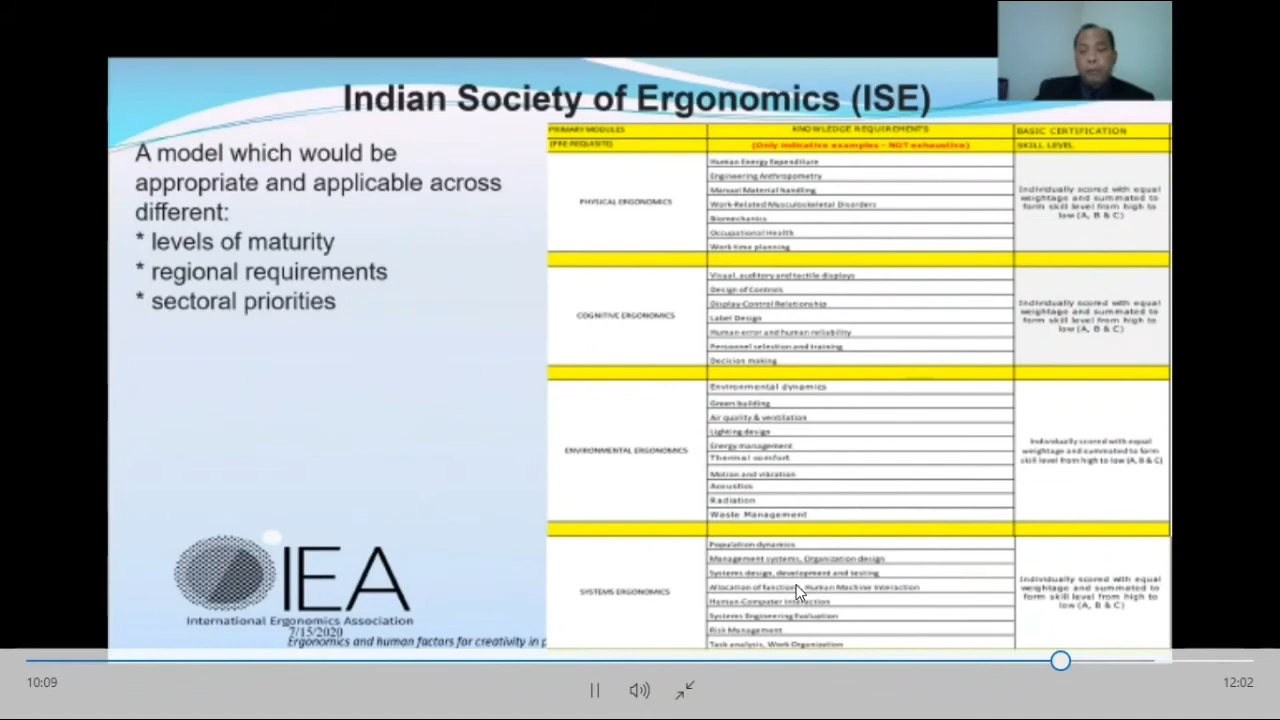 Indian Society of Ergonomics (ISE)
A model which would be
appropriate and applicable across
different:
* levels of maturity
* regional requirements
* sectoral priorities
IEA
International Ergonomics Association
7/15/2020
Ergonomics and human factors for creativity in p
PRIMARY MODULES
KNOWLEDGE REQUIREMENTS
BASIC CERTIFICATION
(PRE-REQUISITE)
(Only indicative examples - NOT exhaustive)
SKILL LEVEL
PHYSICAL ERGONOMICS
Human Energy Expenditure
Engineering Anthropometry
Manual Material handling
Work-Related Musculoskeletal Disorders
Biomechanics
Occupational Health
Work time planning
Individually scored with equal
weightage and summated to
form skill level from high to
low (A, B & C)
COGNITIVE ERGONOMICS
Visual, auditory and tactile displays
Design of Controls
Display-Control Relationship
Label Design
Human error and human reliability
Personnel selection and training
Decision making
Individually scored with equal
weightage and summated to
form skill level from high to
low (A, B & C)
ENVIRONMENTAL ERGONOMICS
Environmental dynamics
Green building
Air quality & ventilation
Lighting design
Energy management
Thermal comfort
Motion and vibration
Acoustics
Radiation
Waste Management
Individually scored with equal
weightage and summated to form
skill level from high to low (A, B & C)
SYSTEMS ERGONOMICS
Population dynamics
Management systems, Organization design
Systems design, development and testing
Allocation of functions, Human Machine Interaction
Human-Computer Interaction
Systems Engineering Evaluation
Risk Management
Task analysis, Work Organization
Individually scored with equal
weightage and summated to
form skill level from high to
low (A, B & C)
10:09
12:02